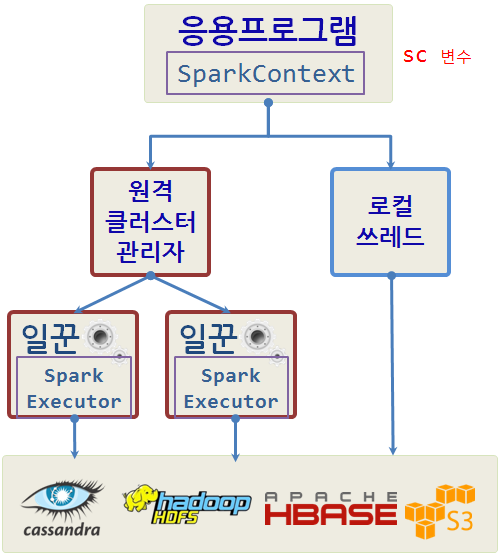 응용프로그램
SparkContext
sc 변수
원격
클러스터
관리자
로컬
쓰레드
일꾼
Spark
Executor
일꾼
Spark
Executor
cassandra
hadoop
HDFS
APACHE
HBASE
S3